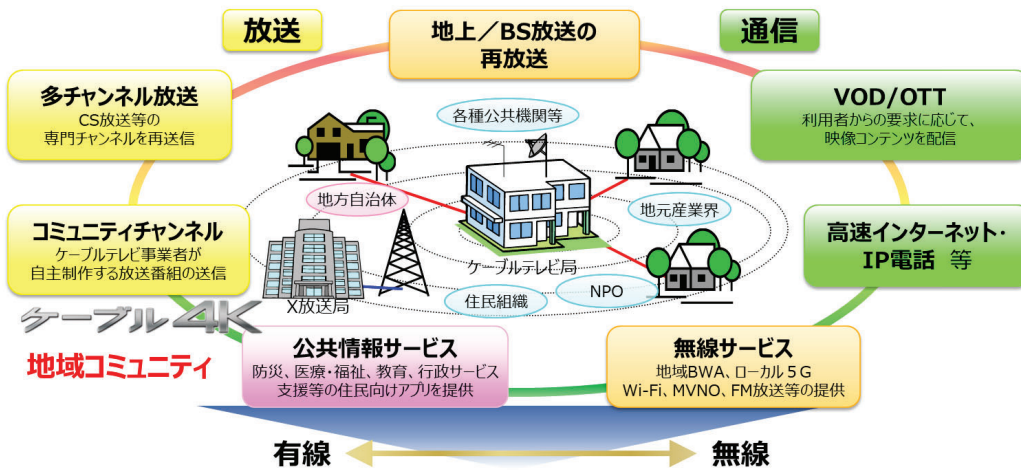 放送
地上／BS放送の
再放送
通信
多チャンネル放送
CS放送等の
専門チャンネルを再送信
VOD/OTT
利用者からの要求に応じて、
映像コンテンツを配信
各種公共機関等
地方自治体
地元産業界
コミュニティチャンネル
ケーブルテレビ事業者が
自主制作する放送番組の送信
高速インターネット・
IP電話 等
ケーブルテレビ局
X放送局
住民組織
NPO
ケーブル4K
地域コミュニティ
公共情報サービス
防災、医療・福祉、教育、行政サービス
支援等の住民向けアプリを提供
無線サービス
地域BWA、ローカル５G
Wi-Fi、MVNO、FM放送等の提供
有線
無線